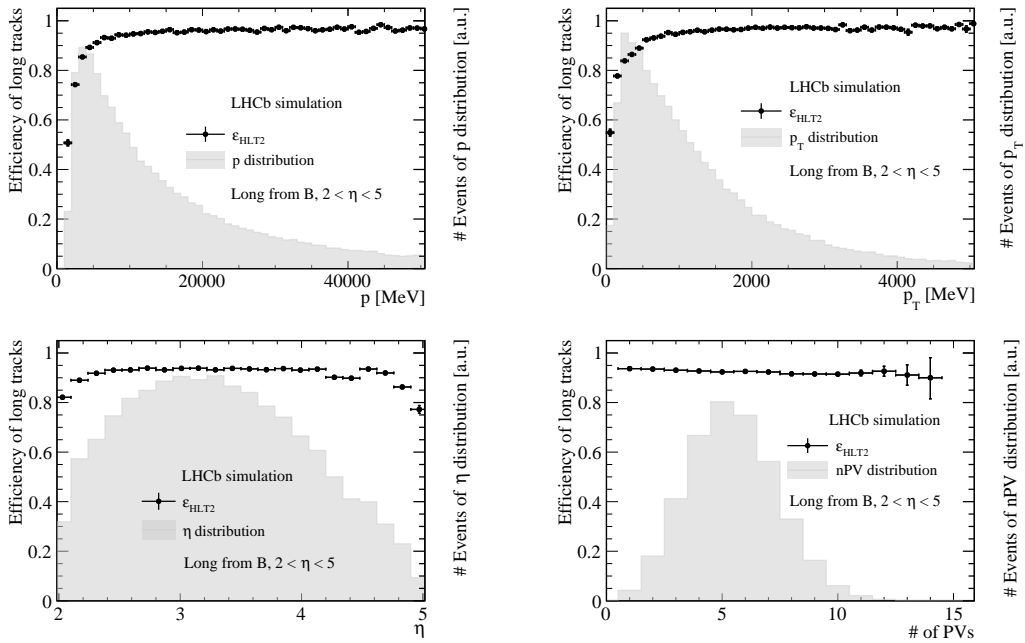 Efficiency of long tracks
1
0.8
0.6
0.4
0.2
0
LHCb simulation
ε_HLT2
p distribution
Long from B, 2 < η < 5
0 20000 40000
p [MeV]
# Events of p distribution [a.u.]
Efficiency of long tracks
1
0.8
0.6
0.4
0.2
0
LHCb simulation
ε_HLT2
p_T distribution
Long from B, 2 < η < 5
0 2000 4000
p_T [MeV]
# Events of p_T distribution [a.u.]
Efficiency of long tracks
1
0.8
0.6
0.4
0.2
0
LHCb simulation
ε_HLT2
η distribution
Long from B, 2 < η < 5
2 3 4 5
η
# Events of η distribution [a.u.]
Efficiency of long tracks
1
0.8
0.6
0.4
0.2
0
LHCb simulation
ε_HLT2
nPV distribution
Long from B, 2 < η < 5
0 5 10 15
# of PVs
# Events of nPV distribution [a.u.]